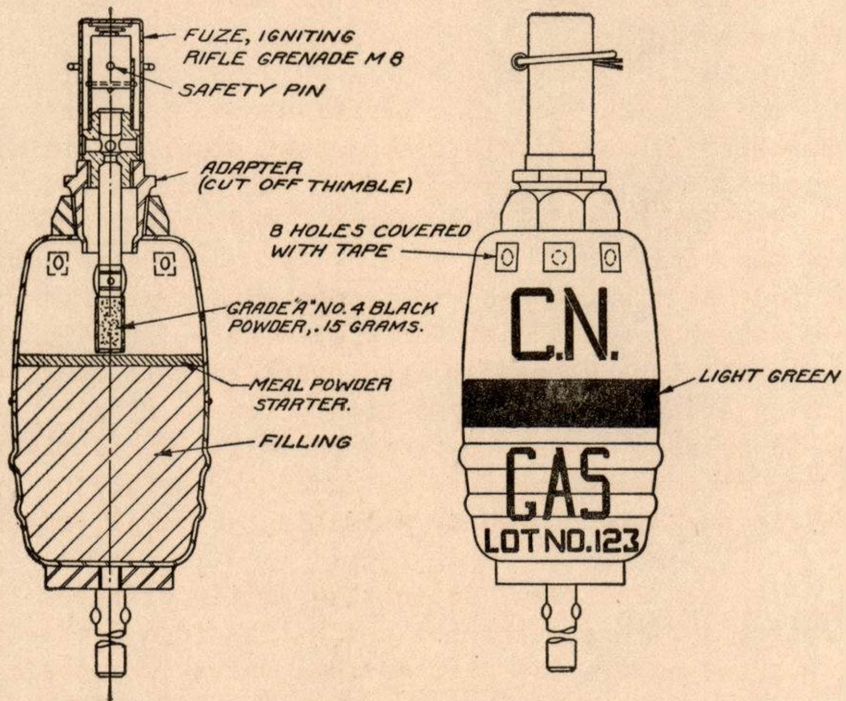 FUZE, IGNITING
RIFLE GRENADE M8
SAFETY PIN
ADAPTER
(CUT OFF THIMBLE)
8 HOLES COVERED
WITH TAPE
GRADE "A" NO. 4 BLACK
POWDER, .15 GRAMS.
MEAL POWDER
STARTER.
FILLING
C.N.
LIGHT GREEN
GAS
LOT NO. 123